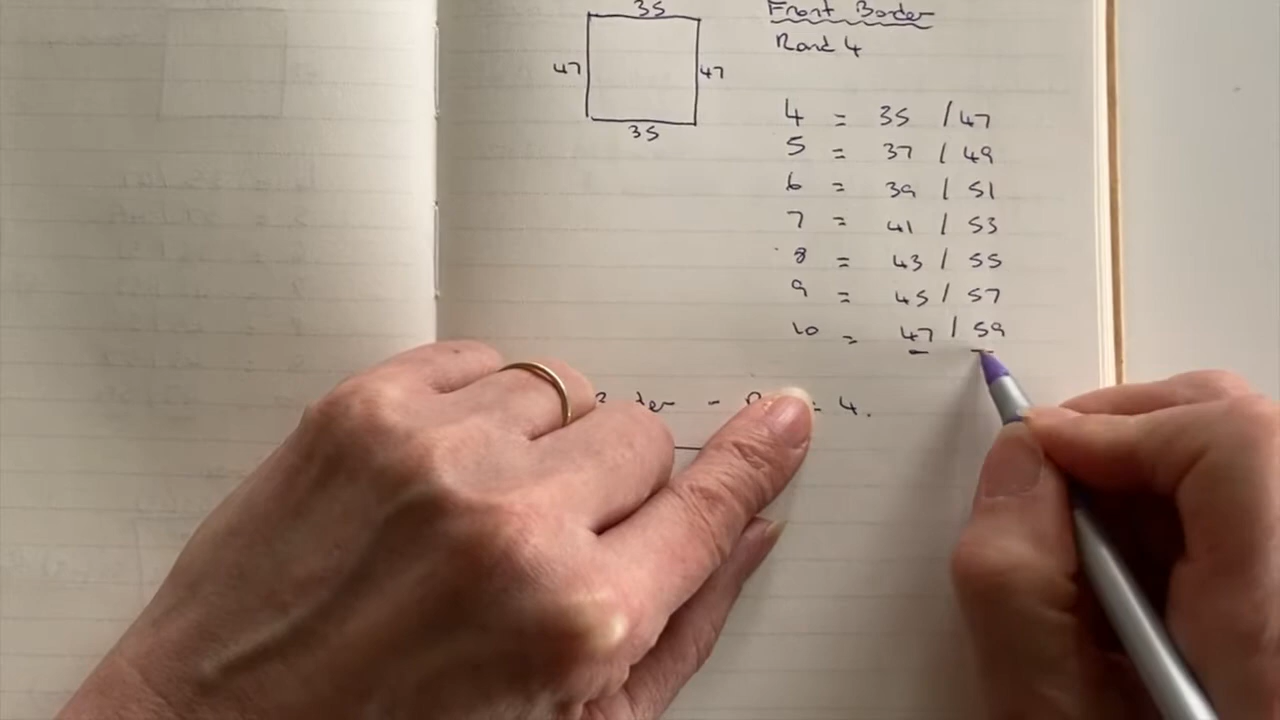 35
47 47
35
Front Border
Round 4
4 = 35 / 47
5 = 37 / 49
6 = 39 / 51
7 = 41 / 53
8 = 43 / 55
9 = 45 / 57
10 = 47 / 59
- 4.